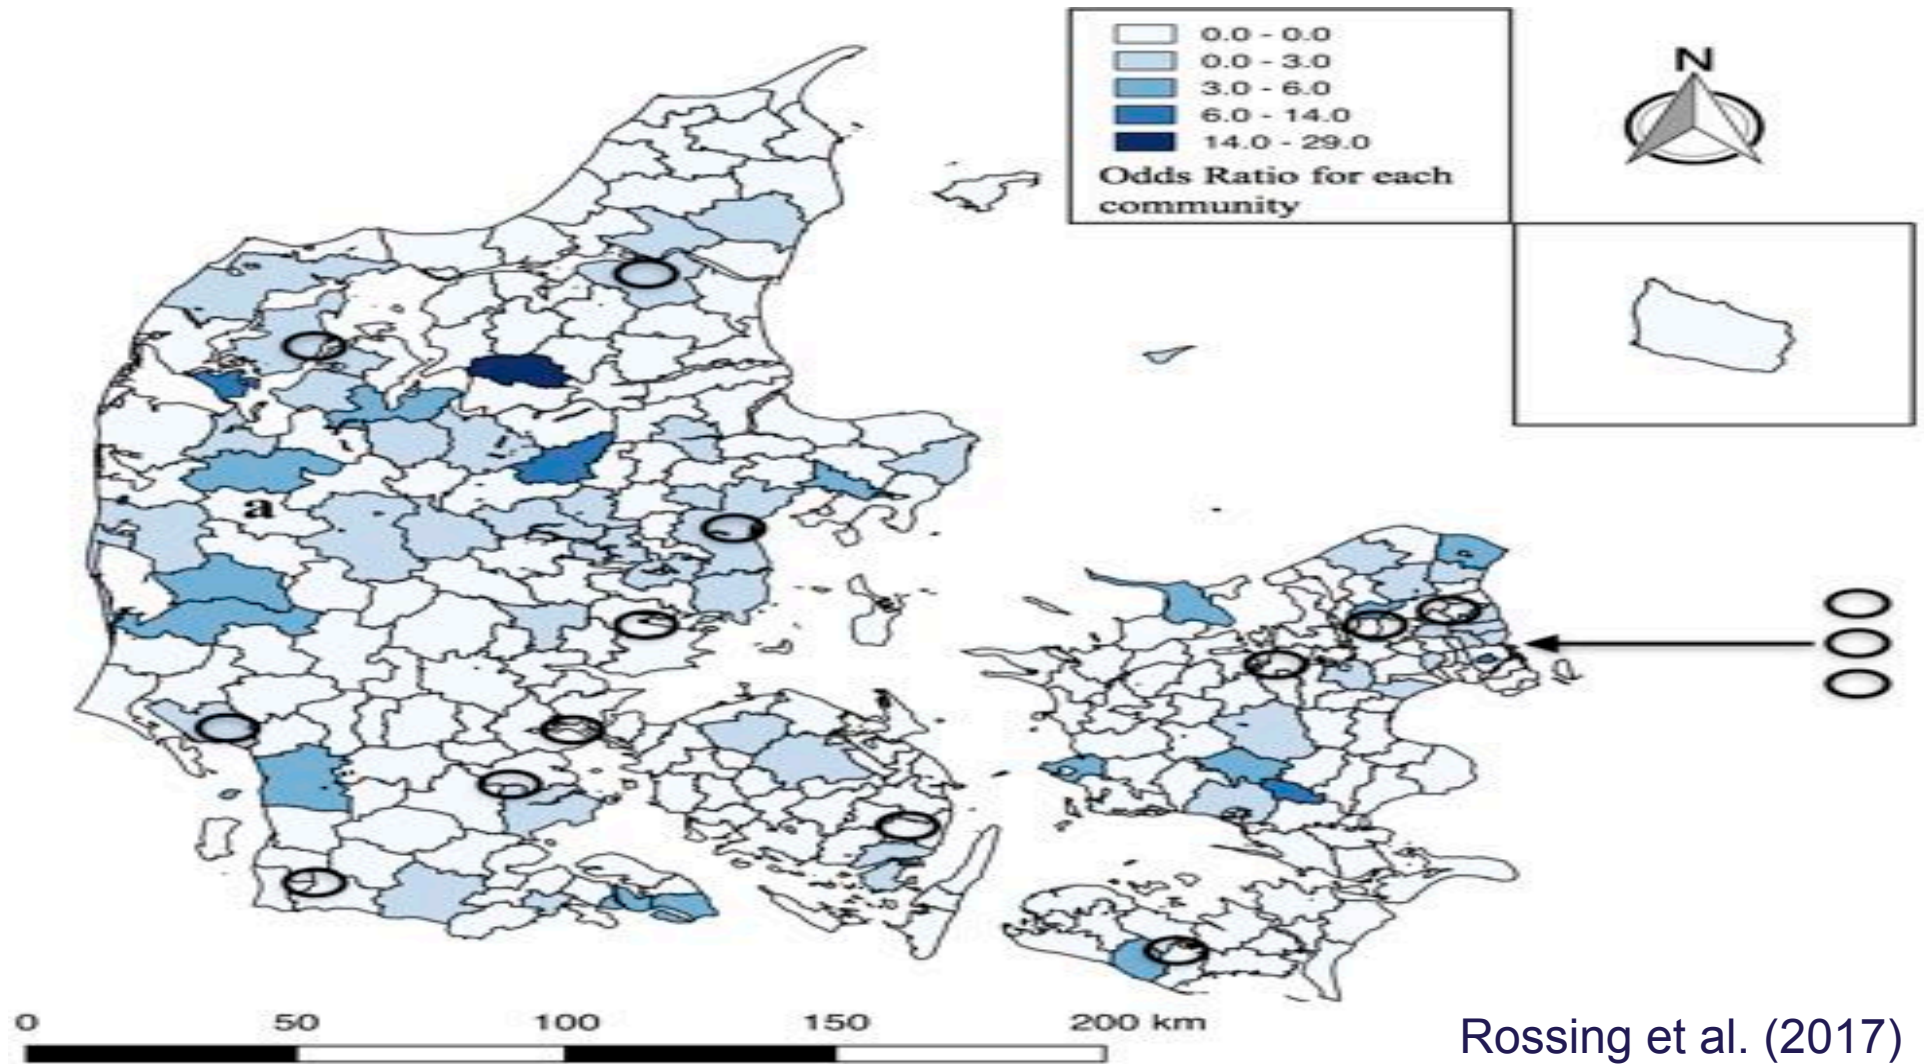 0.0 - 0.0
0.0 - 3.0
3.0 - 6.0
6.0 - 14.0
14.0 - 29.0
Odds Ratio for each
community
N
a
0 50 100 150 200 km
Rossing et al. (2017)